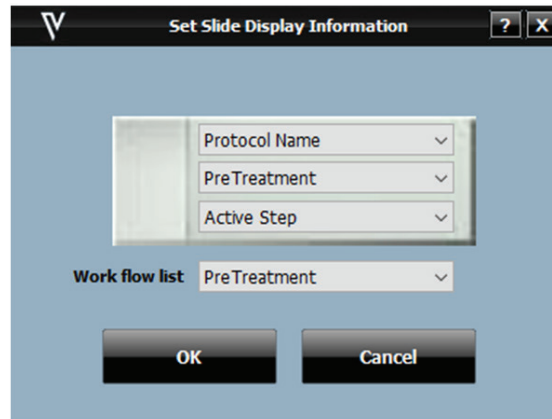 Set Slide Display Information ? X
Protocol Name
PreTreatment
Active Step
Work flow list PreTreatment
OK Cancel